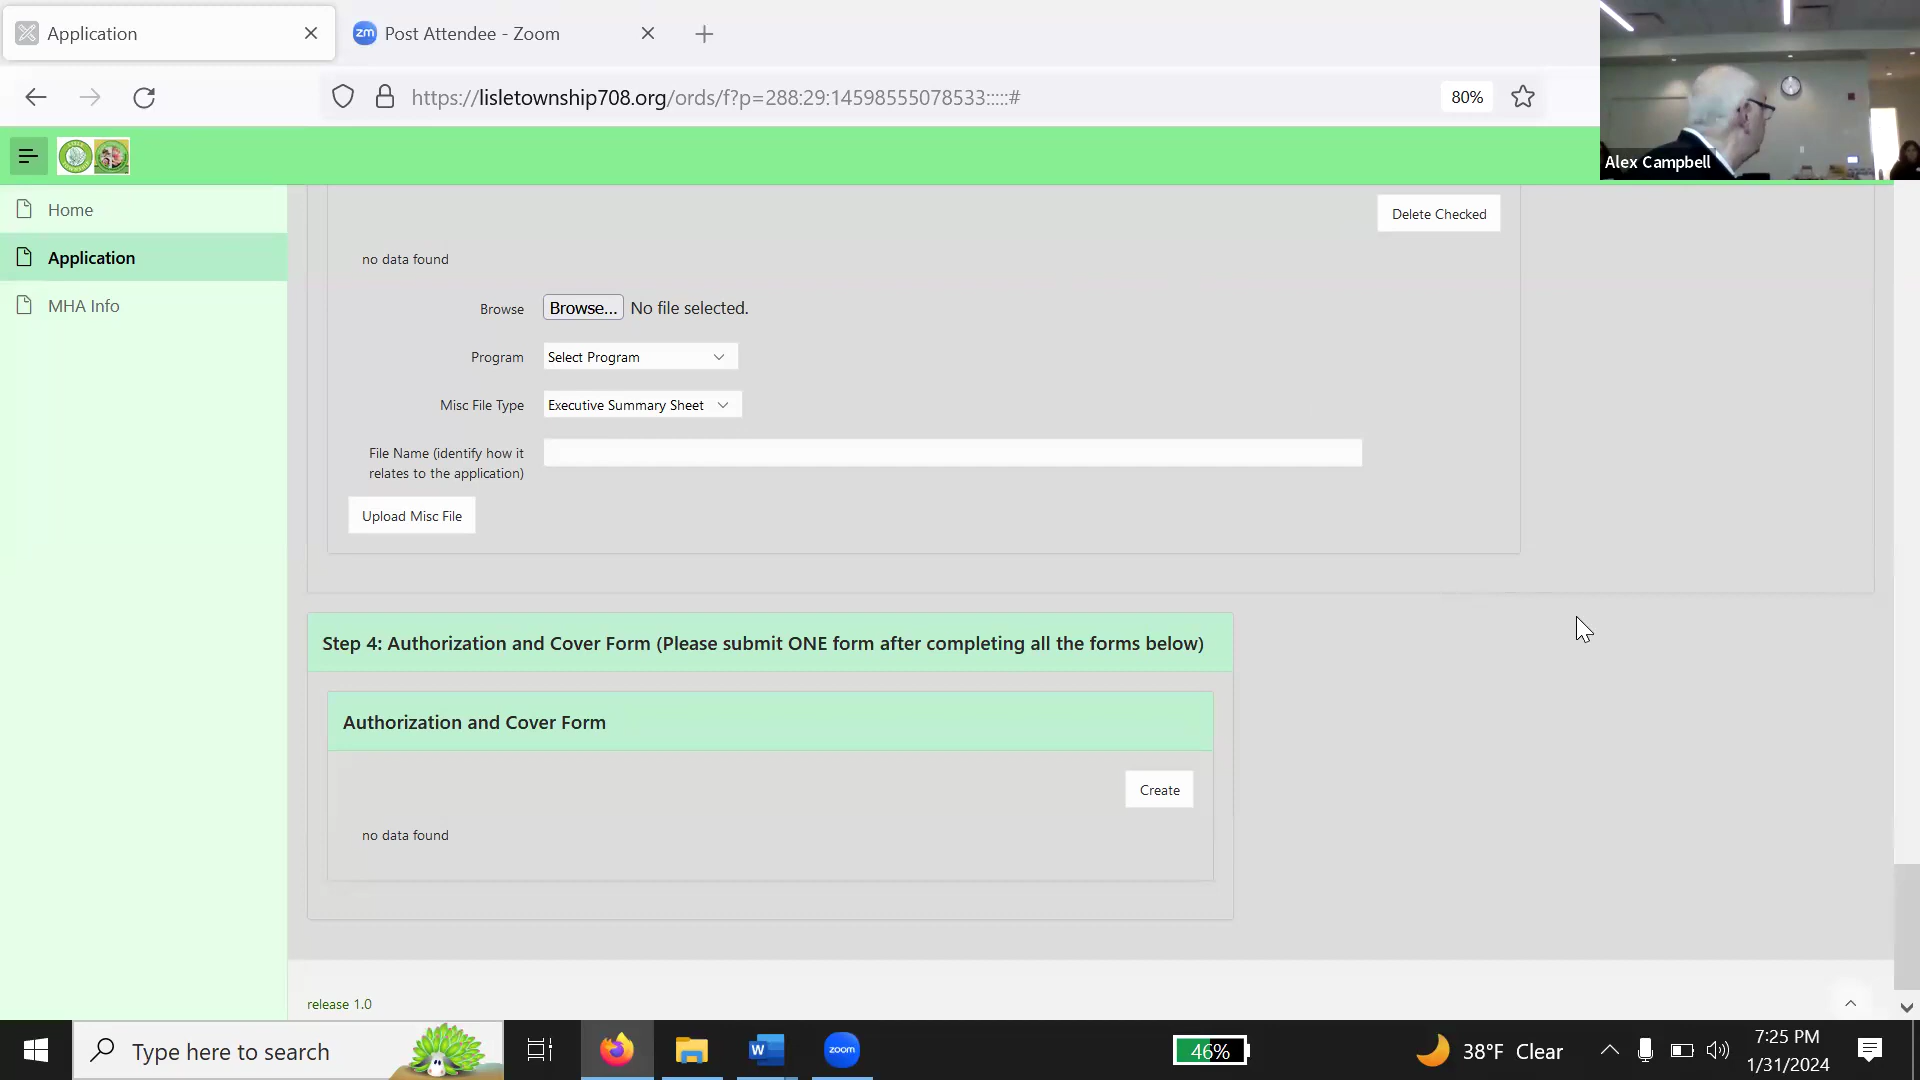 Application
zm Post Attendee - Zoom
https://lisletownship708.org/ords/f?p=288:29:14598555078533:::::#
80%
Alex Campbell
Home
Application
MHA Info
Delete Checked
no data found
Browse
Browse... No file selected.
Program
Select Program
Misc File Type
Executive Summary Sheet
File Name (identify how it
relates to the application)
Upload Misc File
Step 4: Authorization and Cover Form (Please submit ONE form after completing all the forms below)
Authorization and Cover Form
Create
no data found
release 1.0
Type here to search
W
zoom
46%
38°F Clear
7:25 PM
1/31/2024